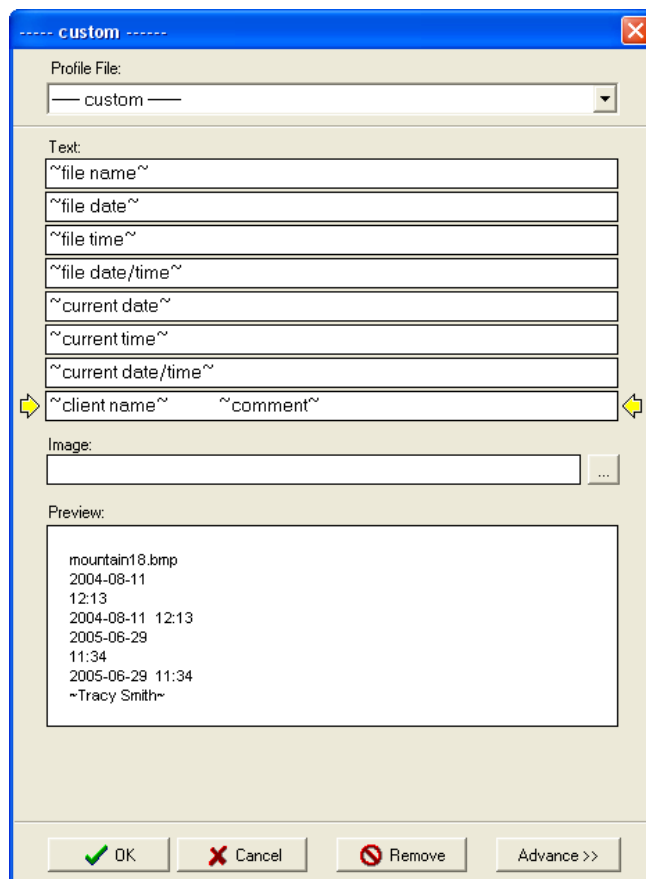 ----- custom ------
Profile File:
—— custom ——
Text:
~file name~
~file date~
~file time~
~file date/time~
~current date~
~current time~
~current date/time~
~client name~ ~comment~
Image:
...
Preview:
mountain18.bmp
2004-08-11
12:13
2004-08-11 12:13
2005-06-29
11:34
2005-06-29 11:34
~Tracy Smith~
OK Cancel Remove Advance >>